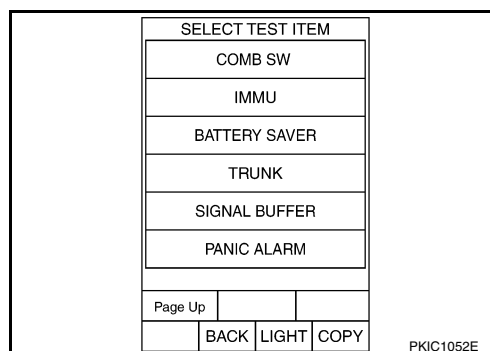 SELECT TEST ITEM
COMB SW
IMMU
BATTERY SAVER
TRUNK
SIGNAL BUFFER
PANIC ALARM
Page Up
BACK LIGHT COPY
PKIC1052E